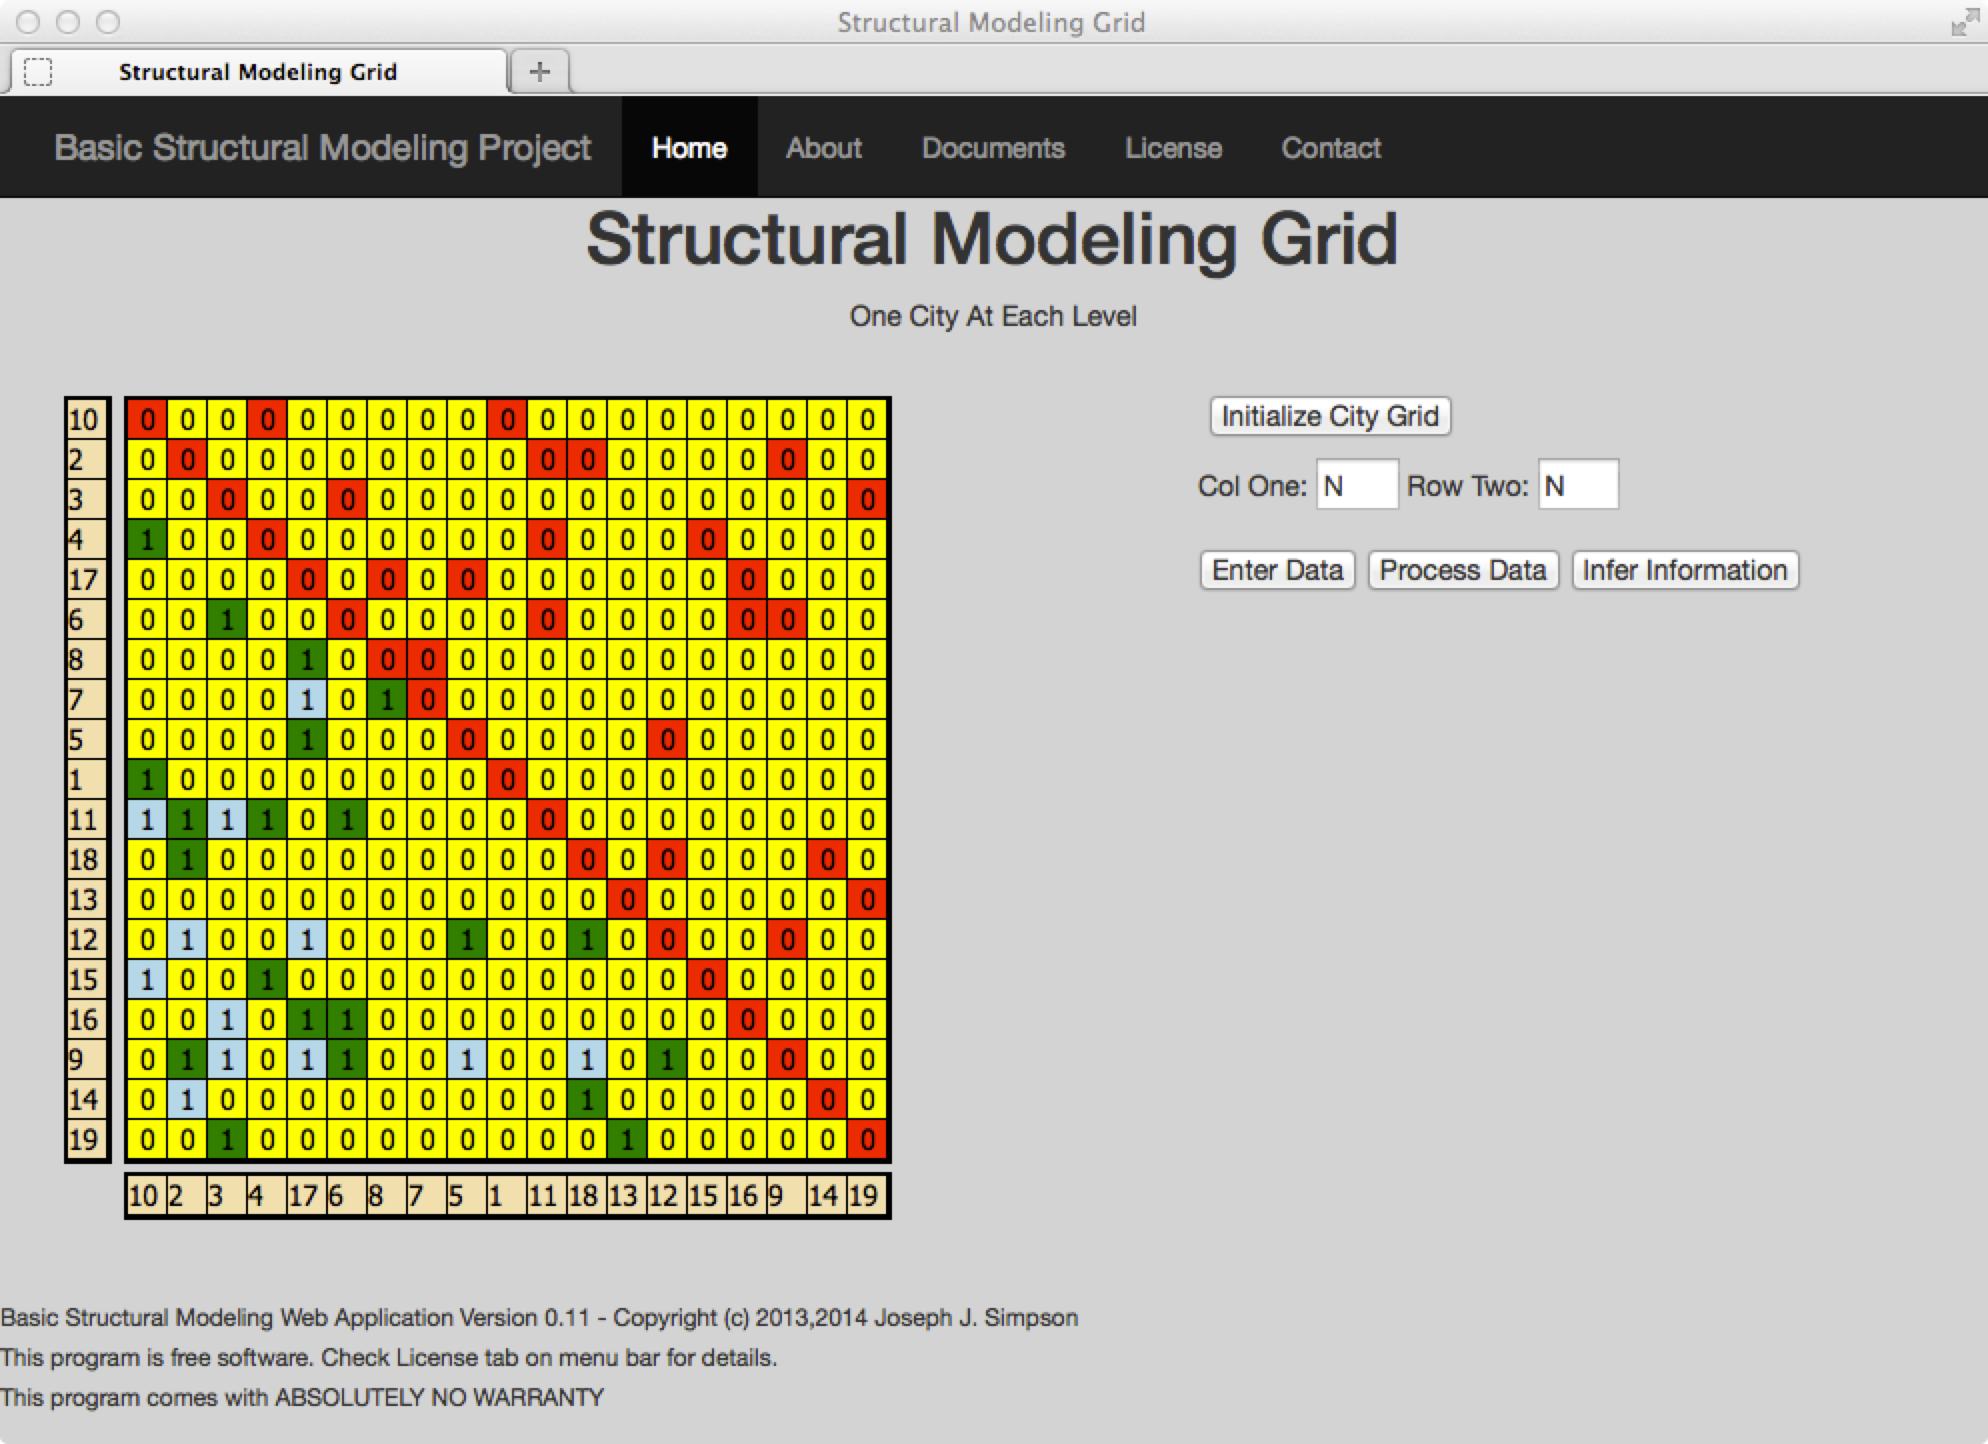 Structural Modeling Grid
Structural Modeling Grid +
Basic Structural Modeling Project Home About Documents License Contact
Structural Modeling Grid
One City At Each Level
10 0 0 0 0 0 0 0 0 0 0 0 0 0 0 0 0 0 0 0
2 0 0 0 0 0 0 0 0 0 0 0 0 0 0 0 0 0 0 0
3 0 0 0 0 0 0 0 0 0 0 0 0 0 0 0 0 0 0 0
4 1 0 0 0 0 0 0 0 0 0 0 0 0 0 0 0 0 0 0
17 0 0 0 0 0 0 0 0 0 0 0 0 0 0 0 0 0 0 0
6 0 0 1 0 0 0 0 0 0 0 0 0 0 0 0 0 0 0 0
8 0 0 0 0 1 0 0 0 0 0 0 0 0 0 0 0 0 0 0
7 0 0 0 0 1 0 1 0 0 0 0 0 0 0 0 0 0 0 0
5 0 0 0 0 1 0 0 0 0 0 0 0 0 0 0 0 0 0 0
1 1 0 0 0 0 0 0 0 0 0 0 0 0 0 0 0 0 0 0
11 1 1 1 1 0 1 0 0 0 0 0 0 0 0 0 0 0 0 0
18 0 1 0 0 0 0 0 0 0 0 0 0 0 0 0 0 0 0 0
13 0 0 0 0 0 0 0 0 0 0 0 0 0 0 0 0 0 0 0
12 0 1 0 0 1 0 0 0 1 0 0 1 0 0 0 0 0 0 0
15 1 0 0 1 0 0 0 0 0 0 0 0 0 0 0 0 0 0 0
16 0 0 1 0 1 1 0 0 0 0 0 0 0 0 0 0 0 0 0
9 0 1 1 0 1 1 0 0 1 0 0 1 0 1 0 0 0 0 0
14 0 1 0 0 0 0 0 0 0 0 0 1 0 0 0 0 0 0 0
19 0 0 1 0 0 0 0 0 0 0 0 0 1 0 0 0 0 0 0
10 2 3 4 17 6 8 7 5 1 11 18 13 12 15 16 9 14 19
Initialize City Grid
Col One: N Row Two: N
Enter Data Process Data Infer Information
Basic Structural Modeling Web Application Version 0.11 - Copyright (c) 2013,2014 Joseph J. Simpson
This program is free software. Check License tab on menu bar for details.
This program comes with ABSOLUTELY NO WARRANTY